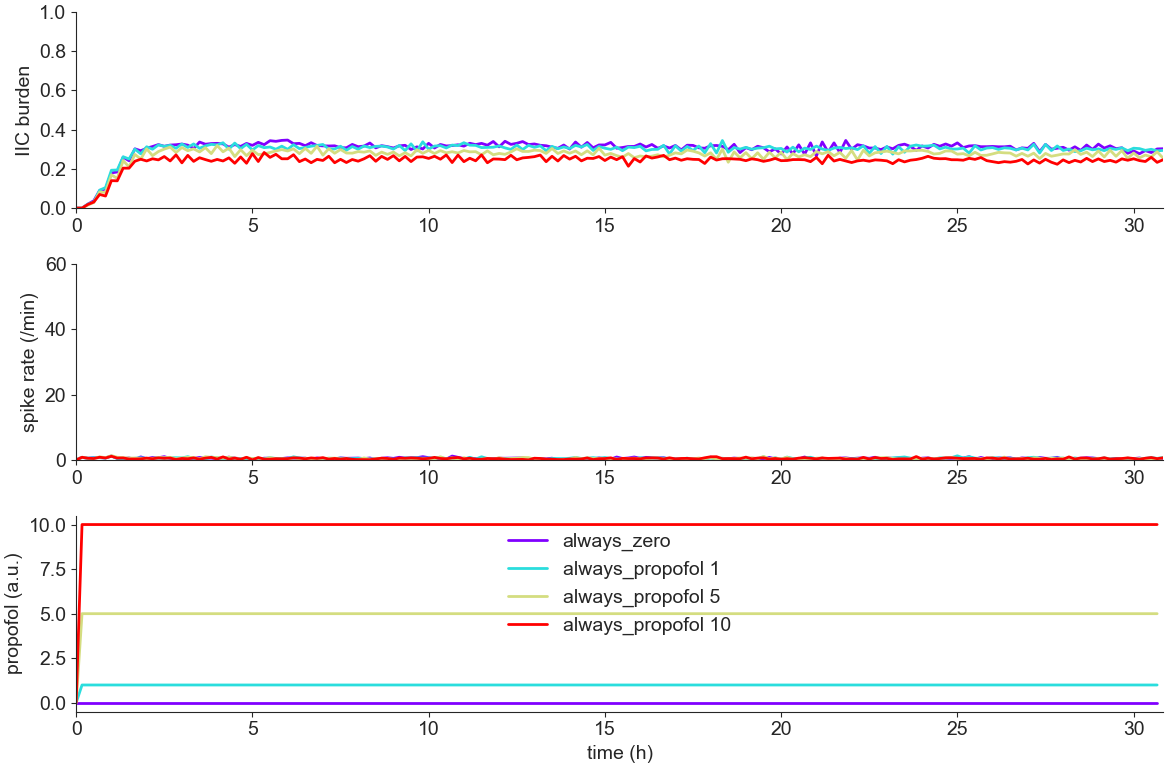 1.0
0.8
0.6
0.4
0.2
0.0
IIC burden
0 5 10 15 20 25 30
60
40
20
0
spike rate (/min)
0 5 10 15 20 25 30
10.0
7.5
5.0
2.5
0.0
propofol (a.u.)
always_zero
always_propofol 1
always_propofol 5
always_propofol 10
0 5 10 15 20 25 30
time (h)